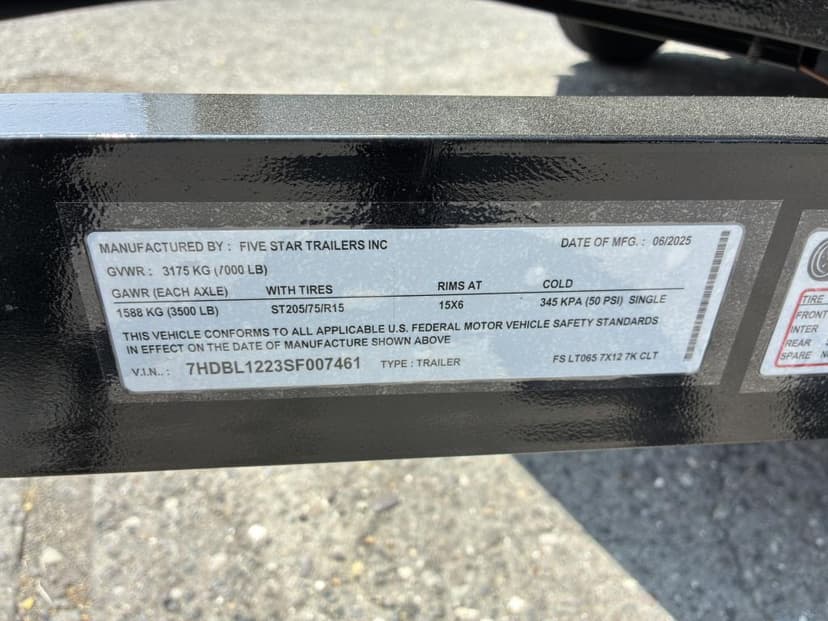 MANUFACTURED BY : FIVE STAR TRAILERS INC DATE OF MFG. : 06/2025
GVWR : 3175 KG (7000 LB)
GAWR (EACH AXLE) WITH TIRES RIMS AT COLD
1588 KG (3500 LB) ST205/75/R15 15X6 345 KPA (50 PSI) SINGLE
THIS VEHICLE CONFORMS TO ALL APPLICABLE U.S. FEDERAL MOTOR VEHICLE SAFETY STANDARDS
IN EFFECT ON THE DATE OF MANUFACTURE SHOWN ABOVE
V.I.N.. : 7HDBL1223SF007461 TYPE : TRAILER FS LT065 7X12 7K CLT
TIRE
FRONT
INTER
REAR
SPARE